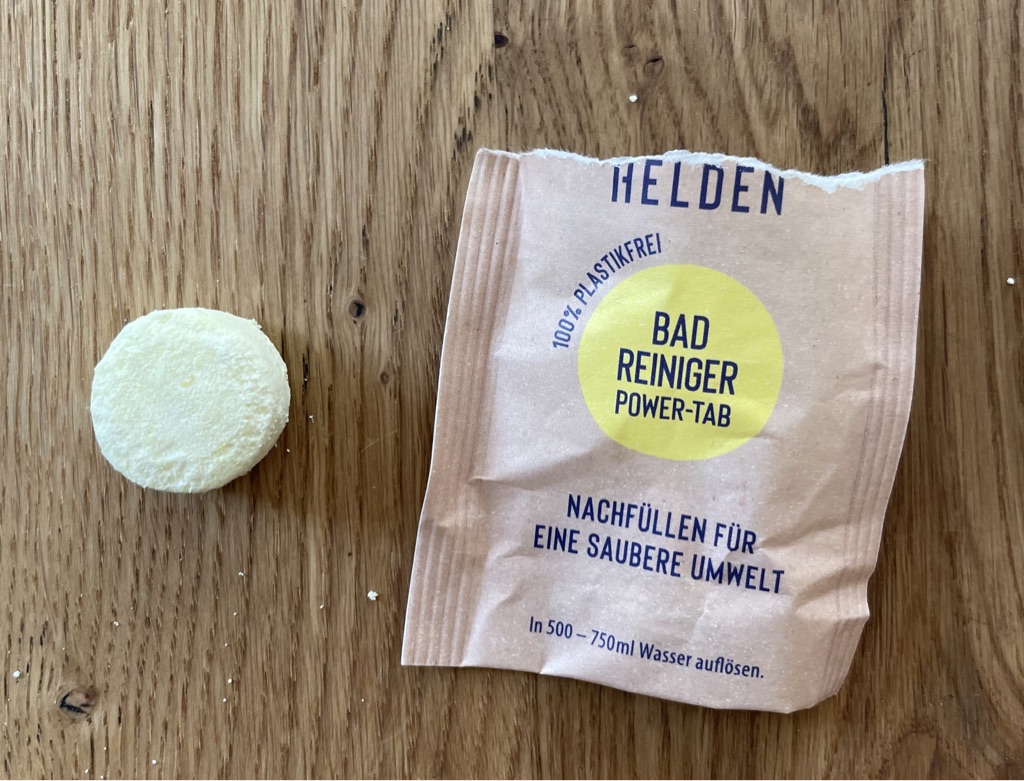 HELDEN
100% PLASTIKFREI
BAD
REINIGER
POWER-TAB
NACHFÜLLEN FÜR
EINE SAUBERE UMWELT
In 500 – 750ml Wasser auflösen.